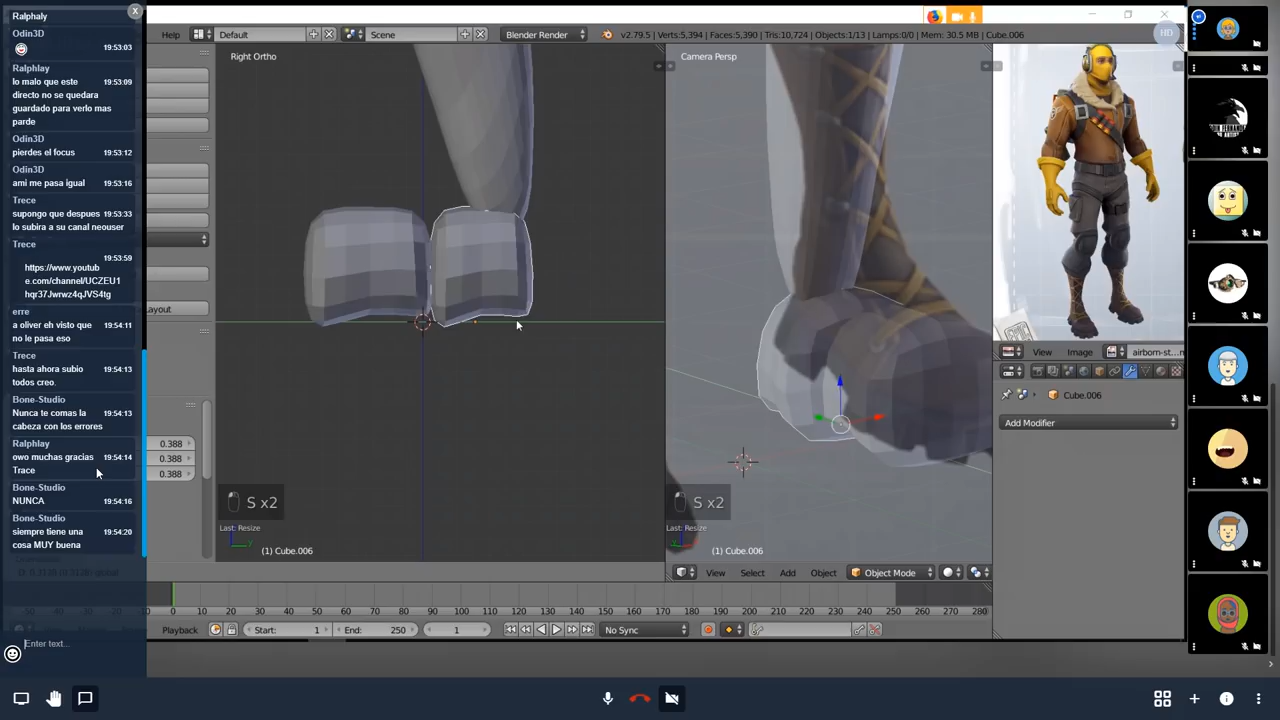 Ralphaly
Odin3D
19:53:03
Ralphlay
19:53:09
lo malo que este
directo no se quedara
guardado para verlo mas
parde
Odin3D
pierdes el focus 19:53:12
Odin3D
ami me pasa igual 19:53:16
Trece
supongo que despues 19:53:33
lo subira a su canal neouser
Trece
19:53:59
https://www.youtub
e.com/channel/UCZEU1
hqr37Jwrwz4qJVS4tg
erre
a oliver eh visto que 19:54:11
no le pasa eso
Trece
hasta ahora subio 19:54:13
todos creo.
Bone-Studio
Nunca te comas la 19:54:13
cabeza con los errores
Ralphlay
owo muchas gracias 19:54:14
Trace
Bone-Studio
NUNCA 19:54:16
Bone-Studio
siempre tiene una 19:54:20
cosa MUY buena
Enter text...
Help
Default
Scene
Blender Render
v2.79.5 | Verts:5,394 | Faces:5,390 | Tris:10,724 | Objects:1/13 | Lamps:0/0 | Mem: 30.5 MB | Cube.006
HD
Right Ortho
Camera Persp
ayout
0.388
0.388
0.388
S x2
Last: Resize
(1) Cube.006
S x2
Last: Resize
(1) Cube.006
View Select Add Object Object Mode
View Image airborn-st...
Cube.006
Add Modifier
10 20 30 40 50 60 70 80 90 100 110 120 130 140 150 160 170 180 190 200 210 220 230 240 250 260 270 280
Playback Start: 1 End: 250 1 No Sync